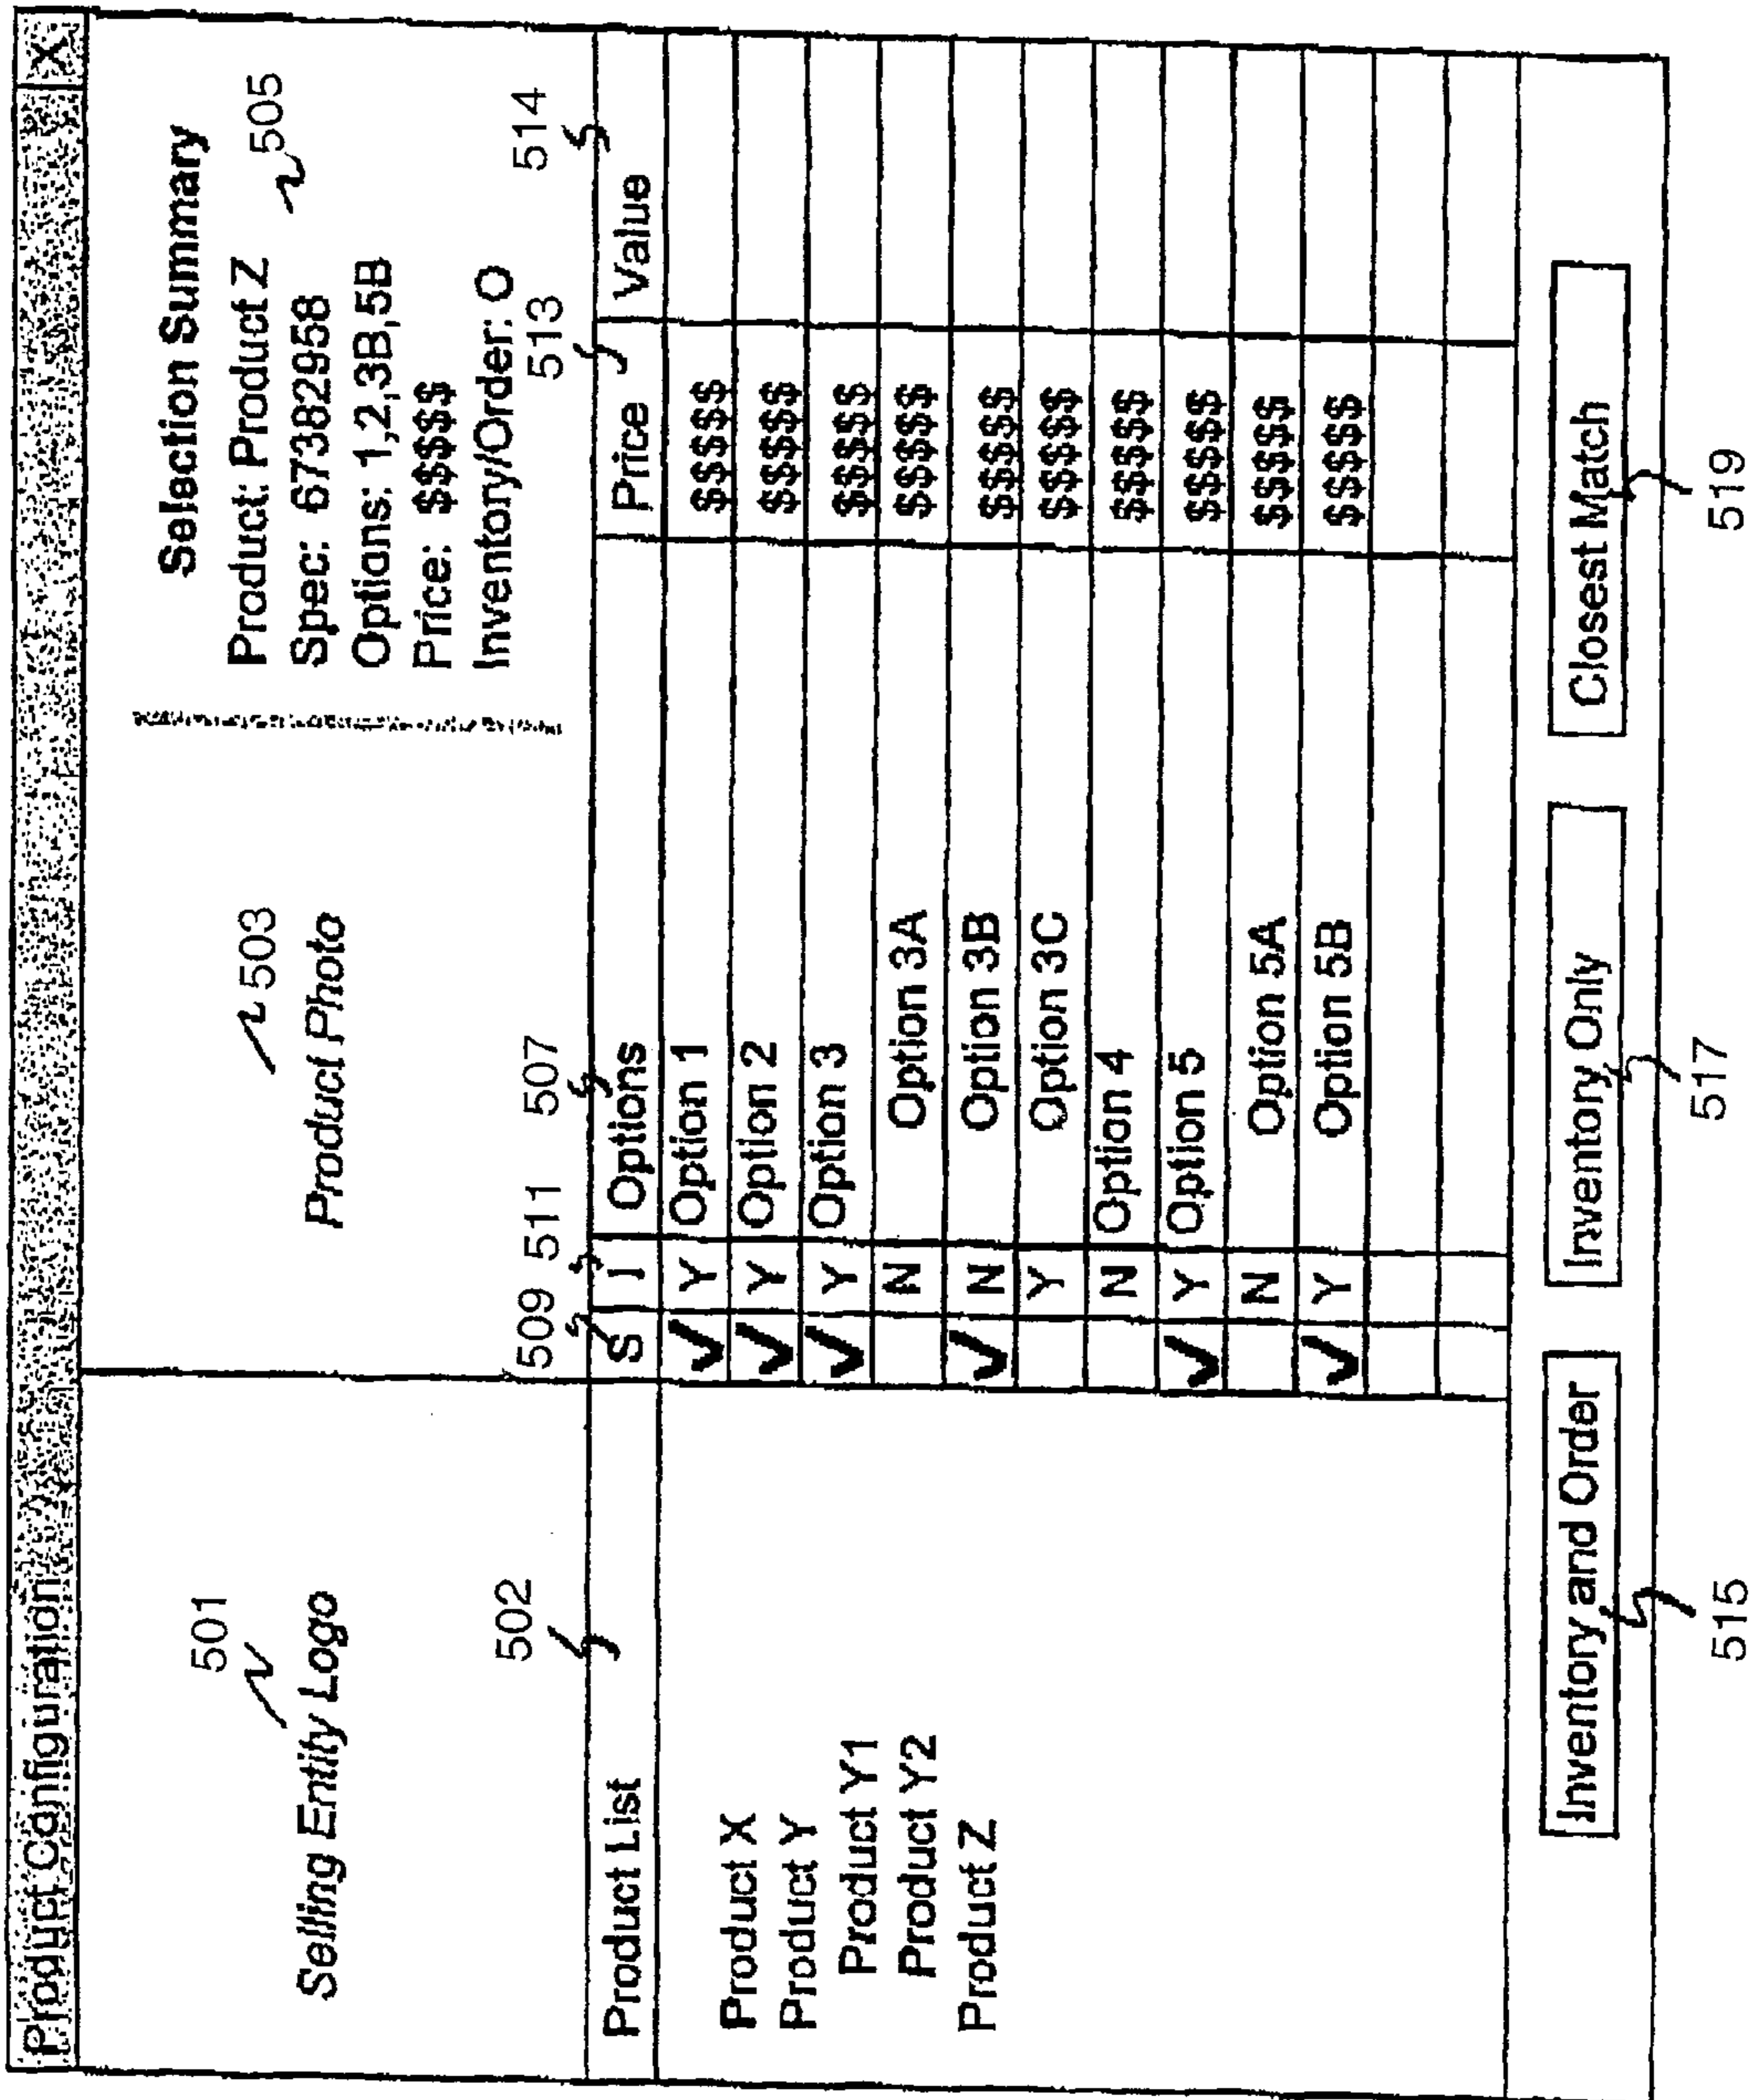 Product Configuration X
501
Selling Entity Logo
503
Product Photo
Selection Summary
Product: Product Z
505
Spec: 67382958
Options: 1,2,3B,5B
Price: $$$$$
Inventory/Order: O
502
509
511
507
513
514
Product List
S I Options Price Value
Y Option 1 $$$$$
Y Option 2 $$$$$
Y Option 3 $$$$$
N Option 3A $$$$$
N Option 3B $$$$$
Y Option 3C $$$$$
N Option 4 $$$$$
Y Option 5 $$$$$
N Option 5A $$$$$
Y Option 5B $$$$$
Product X
Product Y
Product Y1
Product Y2
Product Z
Inventory and Order
Inventory Only
Closest Match
515
517
519